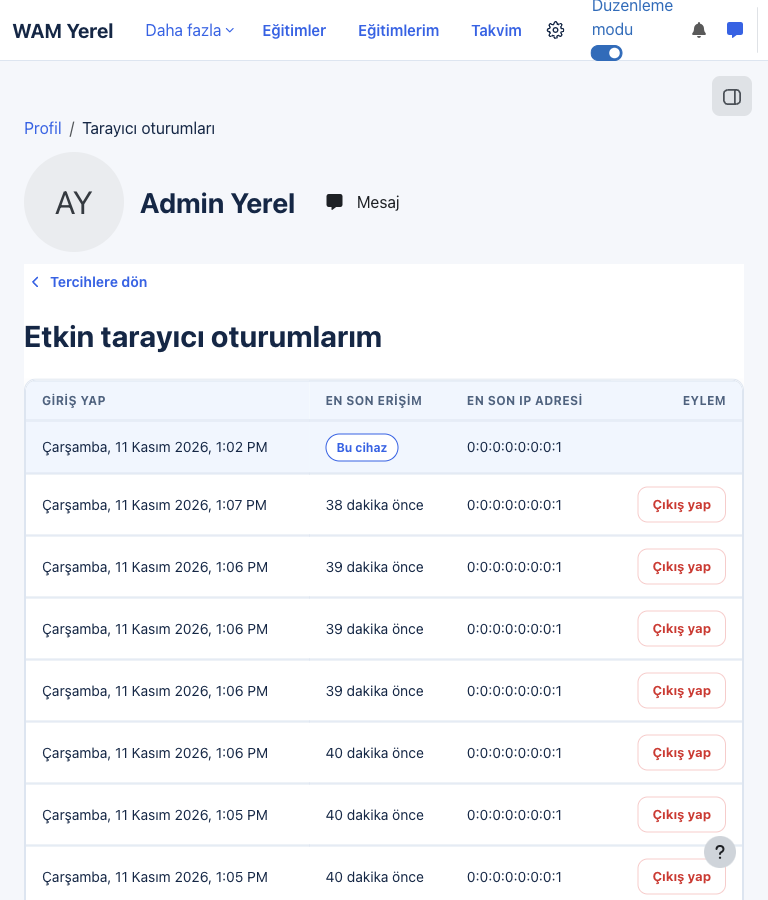 WAM Yerel
Daha fazla
Eğitimler
Eğitimlerim
Takvim
Düzenleme
modu
Profil / Tarayıcı oturumları
AY
Admin Yerel
Mesaj
Tercihlere dön
Etkin tarayıcı oturumlarım
GİRİŞ YAP EN SON ERİŞİM EN SON IP ADRESİ EYLEM
Çarşamba, 11 Kasım 2026, 1:02 PM Bu cihaz 0:0:0:0:0:0:0:1
Çarşamba, 11 Kasım 2026, 1:07 PM 38 dakika önce 0:0:0:0:0:0:0:1 Çıkış yap
Çarşamba, 11 Kasım 2026, 1:06 PM 39 dakika önce 0:0:0:0:0:0:0:1 Çıkış yap
Çarşamba, 11 Kasım 2026, 1:06 PM 39 dakika önce 0:0:0:0:0:0:0:1 Çıkış yap
Çarşamba, 11 Kasım 2026, 1:06 PM 39 dakika önce 0:0:0:0:0:0:0:1 Çıkış yap
Çarşamba, 11 Kasım 2026, 1:06 PM 40 dakika önce 0:0:0:0:0:0:0:1 Çıkış yap
Çarşamba, 11 Kasım 2026, 1:05 PM 40 dakika önce 0:0:0:0:0:0:0:1 Çıkış yap
Çarşamba, 11 Kasım 2026, 1:05 PM 40 dakika önce 0:0:0:0:0:0:0:1 Çıkış yap
?